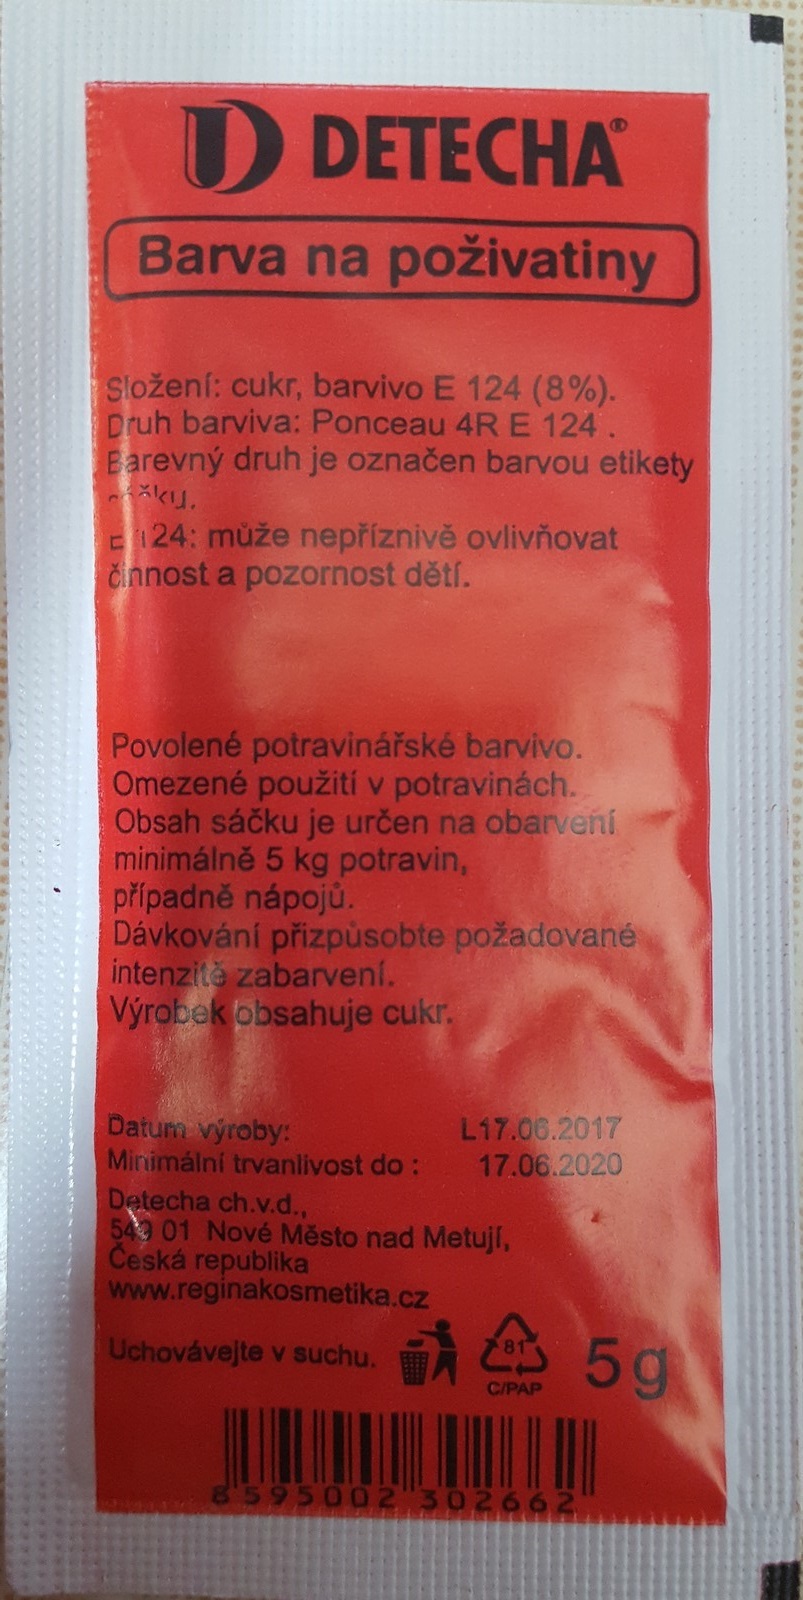 DETECHA®
Barva na poživatiny
Složení: cukr, barvivo E 124 (8%).
Druh barviva: Ponceau 4R E 124 .
Barevný druh je označen barvou etikety
E 124: může nepříznivě ovlivňovat
činnost a pozornost dětí.
Povolené potravinářské barvivo.
Omezené použití v potravinách.
Obsah sáčku je určen na obarvení
minimálně 5 kg potravin,
případně nápojů.
Dávkování přizpůsobte požadované
intenzitě zabarvení.
Výrobek obsahuje cukr.
Datum výroby: L17.06.2017
Minimální trvanlivost do : 17.06.2020
Detecha ch.v.d.,
549 01 Nové Město nad Metují,
Česká republika
www.reginakosmetika.cz
Uchovávejte v suchu.
81
C/PAP
5g
8595002302662